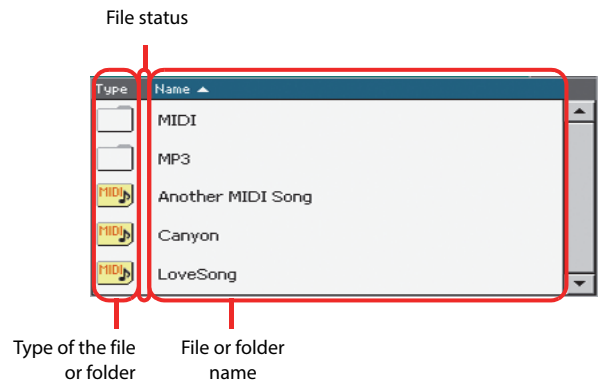 File status
Type Name
MIDI
MP3
MIDI Another MIDI Song
MIDI Canyon
MIDI LoveSong
Type of the file
or folder
File or folder
name